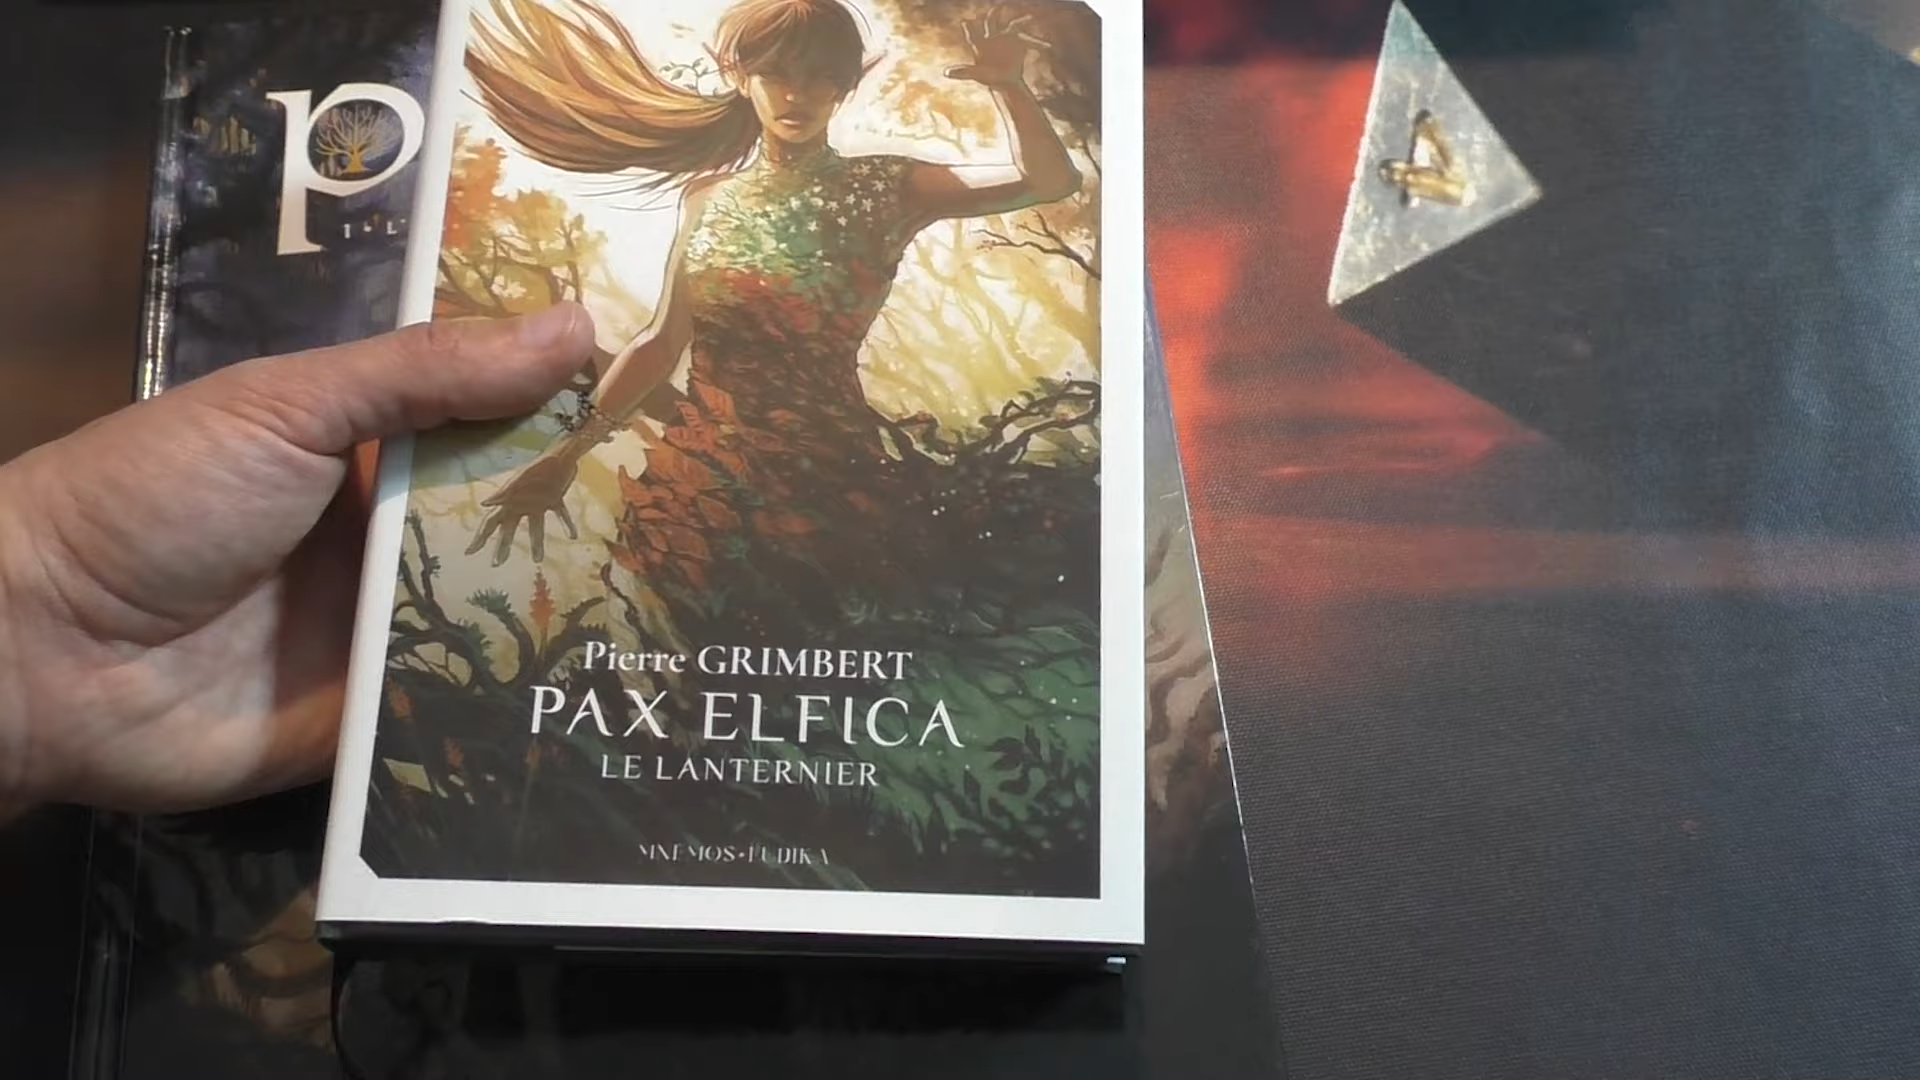 P
Pierre GRIMBERT
PAX ELFICA
LE LANTERNIER
MNEMOS • LUDIKA